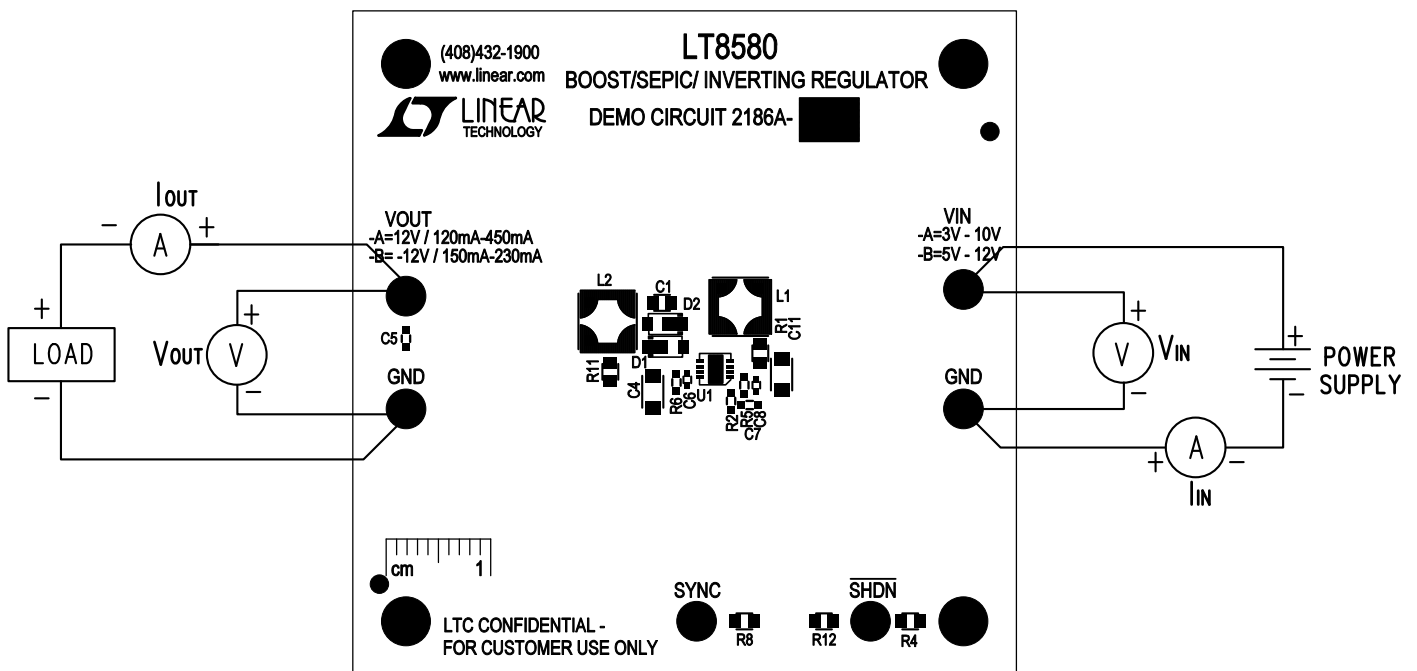 (408)432-1900
www.linear.com
LINEAR
TECHNOLOGY
LT8580
BOOST/SEPIC/ INVERTING REGULATOR
DEMO CIRCUIT 2186A-
IOUT
- +
A
VOUT
-A=12V / 120mA-450mA
-B= -12V / 150mA-230mA
VIN
-A=3V - 10V
-B=5V - 12V
+
LOAD
-
VOUT
+
V
-
C5
GND
L2
C1
D2
L1
R1
C11
D1
R11
C4
R6
C6
U1
R2
R5
C8
C7
GND
+
V
-
VIN
+
-
POWER
SUPPLY
A
+ -
IIN
cm 1
LTC CONFIDENTIAL -
FOR CUSTOMER USE ONLY
SYNC
R8
R12
SHDN
R4